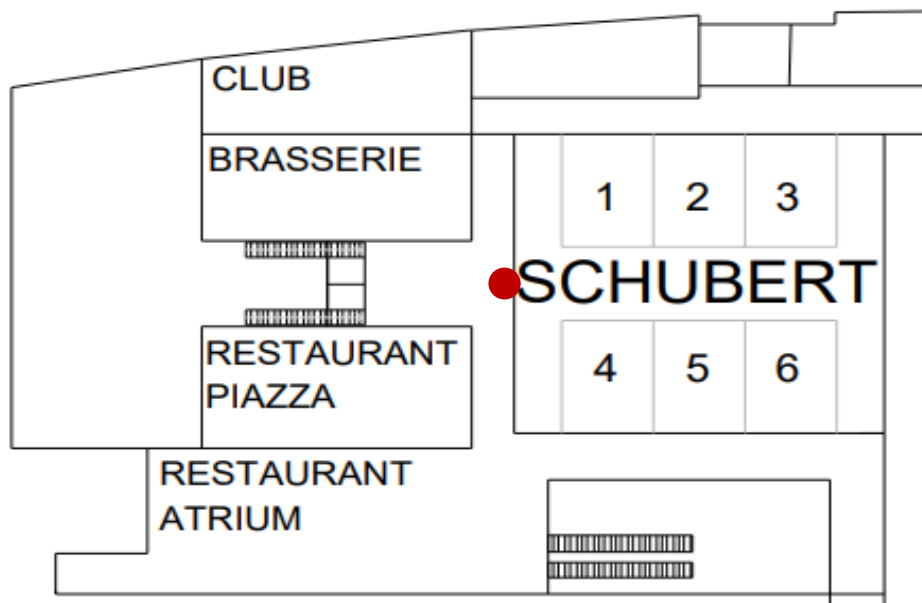 CLUB
BRASSERIE
1 2 3
SCHUBERT
4 5 6
RESTAURANT
PIAZZA
RESTAURANT
ATRIUM